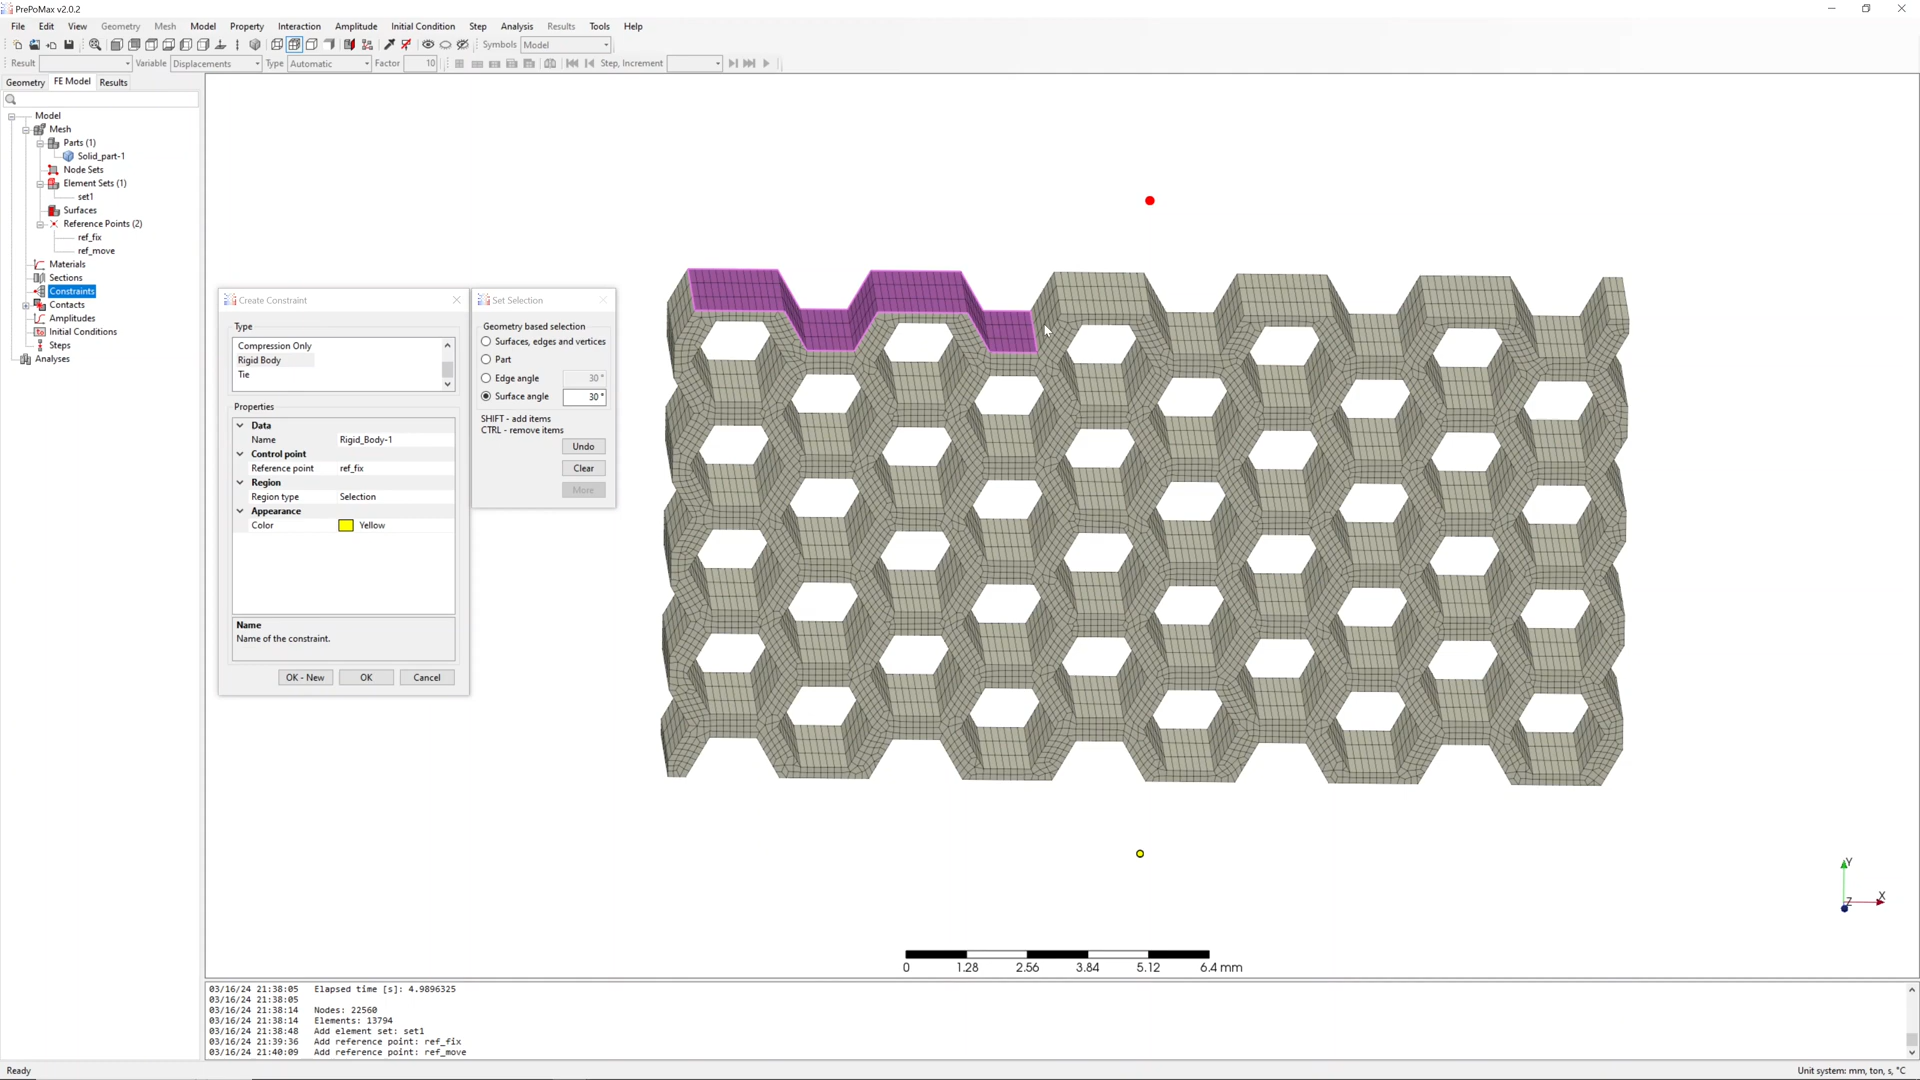 PrePoMax v2.0.2
File Edit View Geometry Mesh Model Property Interaction Amplitude Initial Condition Step Analysis Results Tools Help
Symbols Model
Result Variable Displacements Type Automatic Factor 10 Step, Increment
Geometry FE Model Results
Model
Mesh
Parts (1)
Solid_part-1
Node Sets
Element Sets (1)
set1
Surfaces
Reference Points (2)
ref_fix
ref_move
Materials
Sections
Constraints
Contacts
Amplitudes
Initial Conditions
Steps
Analyses
Create Constraint
Type
Compression Only
Rigid Body
Tie
Properties
Data
Name Rigid_Body-1
Control point
Reference point ref_fix
Region
Region type Selection
Appearance
Color Yellow
Name
Name of the constraint.
OK - New OK Cancel
Set Selection
Geometry based selection
Surfaces, edges and vertices
Part
Edge angle 30 °
Surface angle 30 °
SHIFT - add items
CTRL - remove items
Undo
Clear
More
Y
X
Z
0 1.28 2.56 3.84 5.12 6.4 mm
03/16/24 21:38:05 Elapsed time [s]: 4.9896325
03/16/24 21:38:05
03/16/24 21:38:14 Nodes: 22560
03/16/24 21:38:14 Elements: 13794
03/16/24 21:38:48 Add element set: set1
03/16/24 21:39:36 Add reference point: ref_fix
03/16/24 21:40:09 Add reference point: ref_move
Ready
Unit system: mm, ton, s, °C